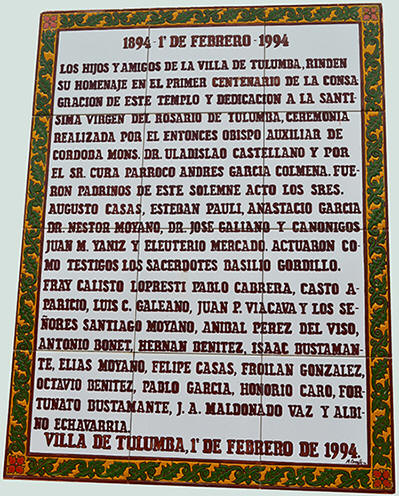 1894 - 1º DE FEBRERO - 1994
LOS HIJOS Y AMIGOS DE LA VILLA DE TULUMBA, RINDEN
SU HOMENAJE EN EL PRIMER CENTENARIO DE LA CONSA-
GRACION DE ESTE TEMPLO Y DEDICACION A LA SANTI-
SIMA VIRGEN DEL ROSARIO DE TULUMBA, CEREMONIA
REALIZADA POR EL ENTONCES OBISPO AUXILIAR DE
CORDOBA MONS. DR. ULADISLAO CASTELLANO Y POR
EL SR. CURA PARROCO ANDRES GARCIA COLMENA. FUE-
RON PADRINOS DE ESTE SOLEMNE ACTO LOS SRES.
AUGUSTO CASAS, ESTEBAN PAULI, ANASTACIO GARCIA
DR. NESTOR MOYANO, DR. JOSE GALIANO Y CANONIGOS
JUAN M. YANIZ Y ELEUTERIO MERCADO. ACTUARON CO-
MO TESTIGOS LOS SACERDOTES BASILIO GORDILLO.
FRAY CALISTO LOPRESTI PABLO CABRERA, CASTO A-
PARICIO, LUIS C. GALEANO, JUAN P. VIACAVA Y LOS SE-
ÑORES SANTIAGO MOYANO, ANIBAL PEREZ DEL VISO,
ANTONIO BONET, HERNAN BENITEZ, ISAAC BUSTAMAN-
TE, ELIAS MOYANO, FELIPE CASAS, FROILAN GONZALEZ,
OCTAVIO BENITEZ, PABLO GARCIA, HONORIO CARO, FOR-
TUNATO BUSTAMANTE, J. A. MALDONADO VAZ Y ALBI-
NO ECHAVARRIA.
VILLA DE TULUMBA, 1º DE FEBRERO DE 1994.